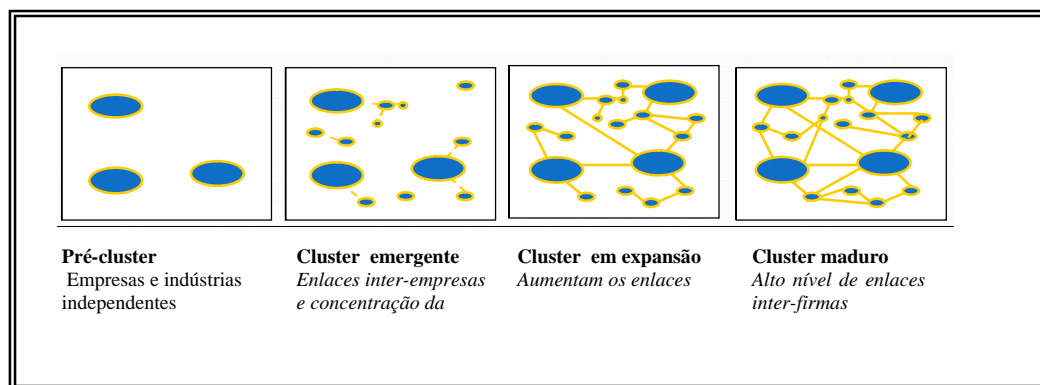 Pré-cluster
Empresas e indústrias
independentes
Cluster emergente
Enlaces inter-empresas
e concentração da
Cluster em expansão
Aumentam os enlaces
Cluster maduro
Alto nível de enlaces
inter-firmas